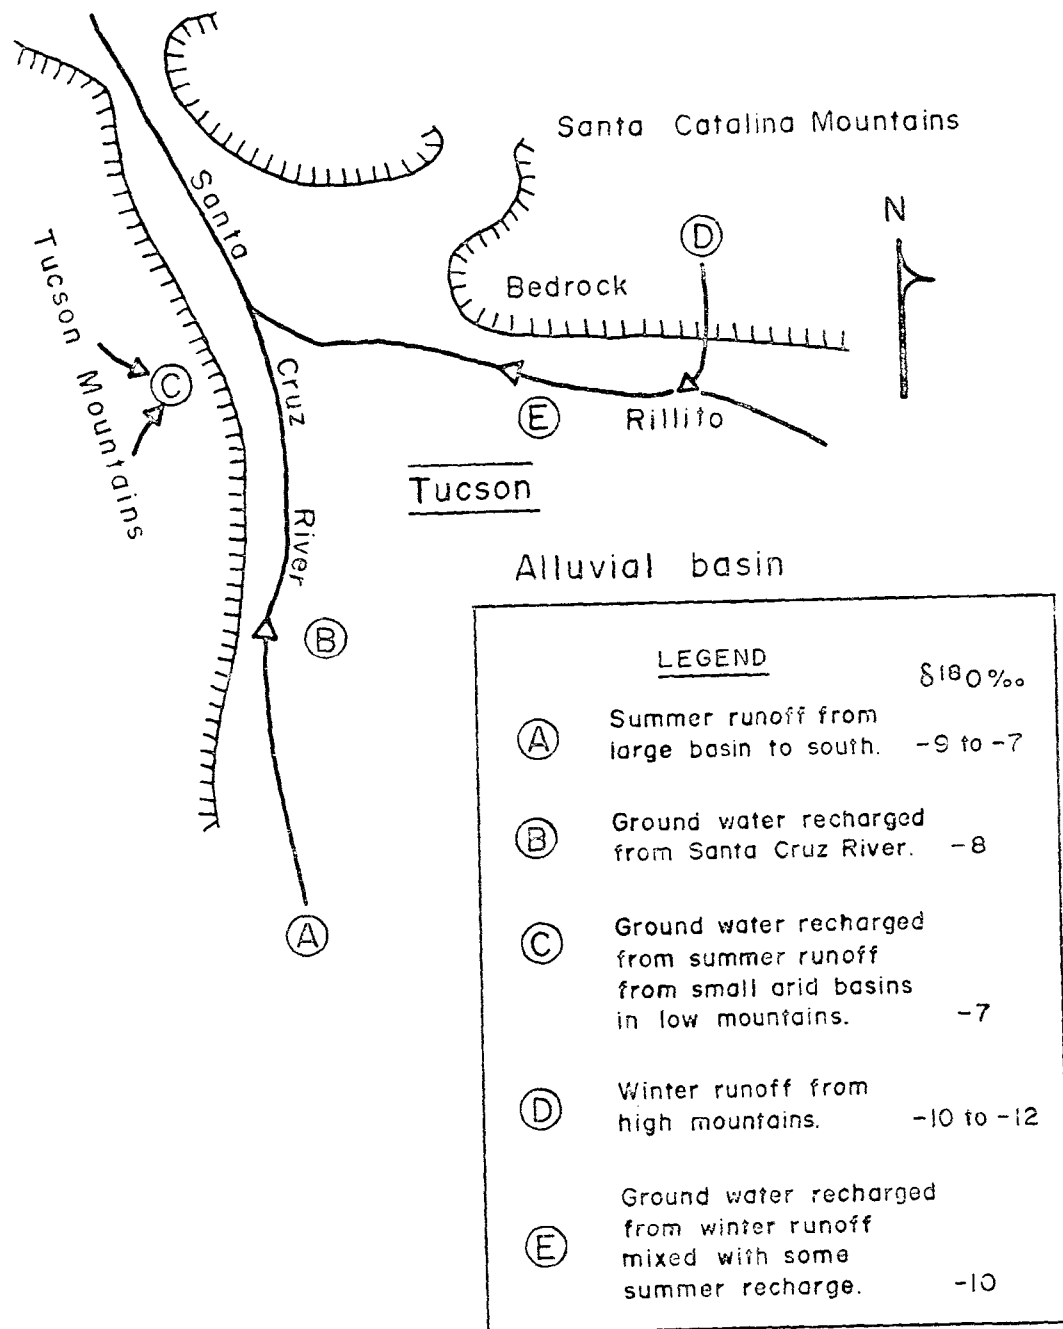 Santa Catalina Mountains
N
Santa
Cruz
River
Tucson
Mountains
C
D
Bedrock
E
Rillito
Tucson
Alluvial basin
B
A
LEGEND
δ¹⁸O‰
A Summer runoff from
large basin to south. -9 to -7
B Ground water recharged
from Santa Cruz River. -8
C Ground water recharged
from summer runoff
from small arid basins
in low mountains. -7
D Winter runoff from
high mountains. -10 to -12
E Ground water recharged
from winter runoff
mixed with some
summer recharge. -10